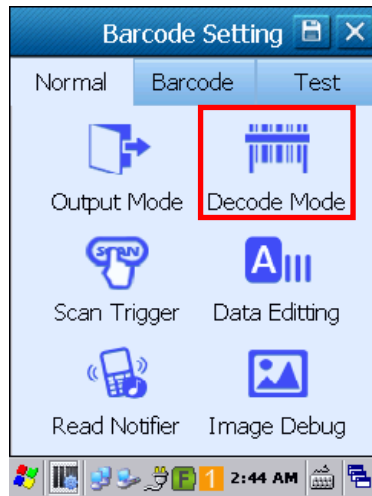 Barcode Setting
Normal Barcode Test
Output Mode Decode Mode
SCAN
A
Scan Trigger Data Editting
Read Notifier Image Debug
F 1 2:44 AM